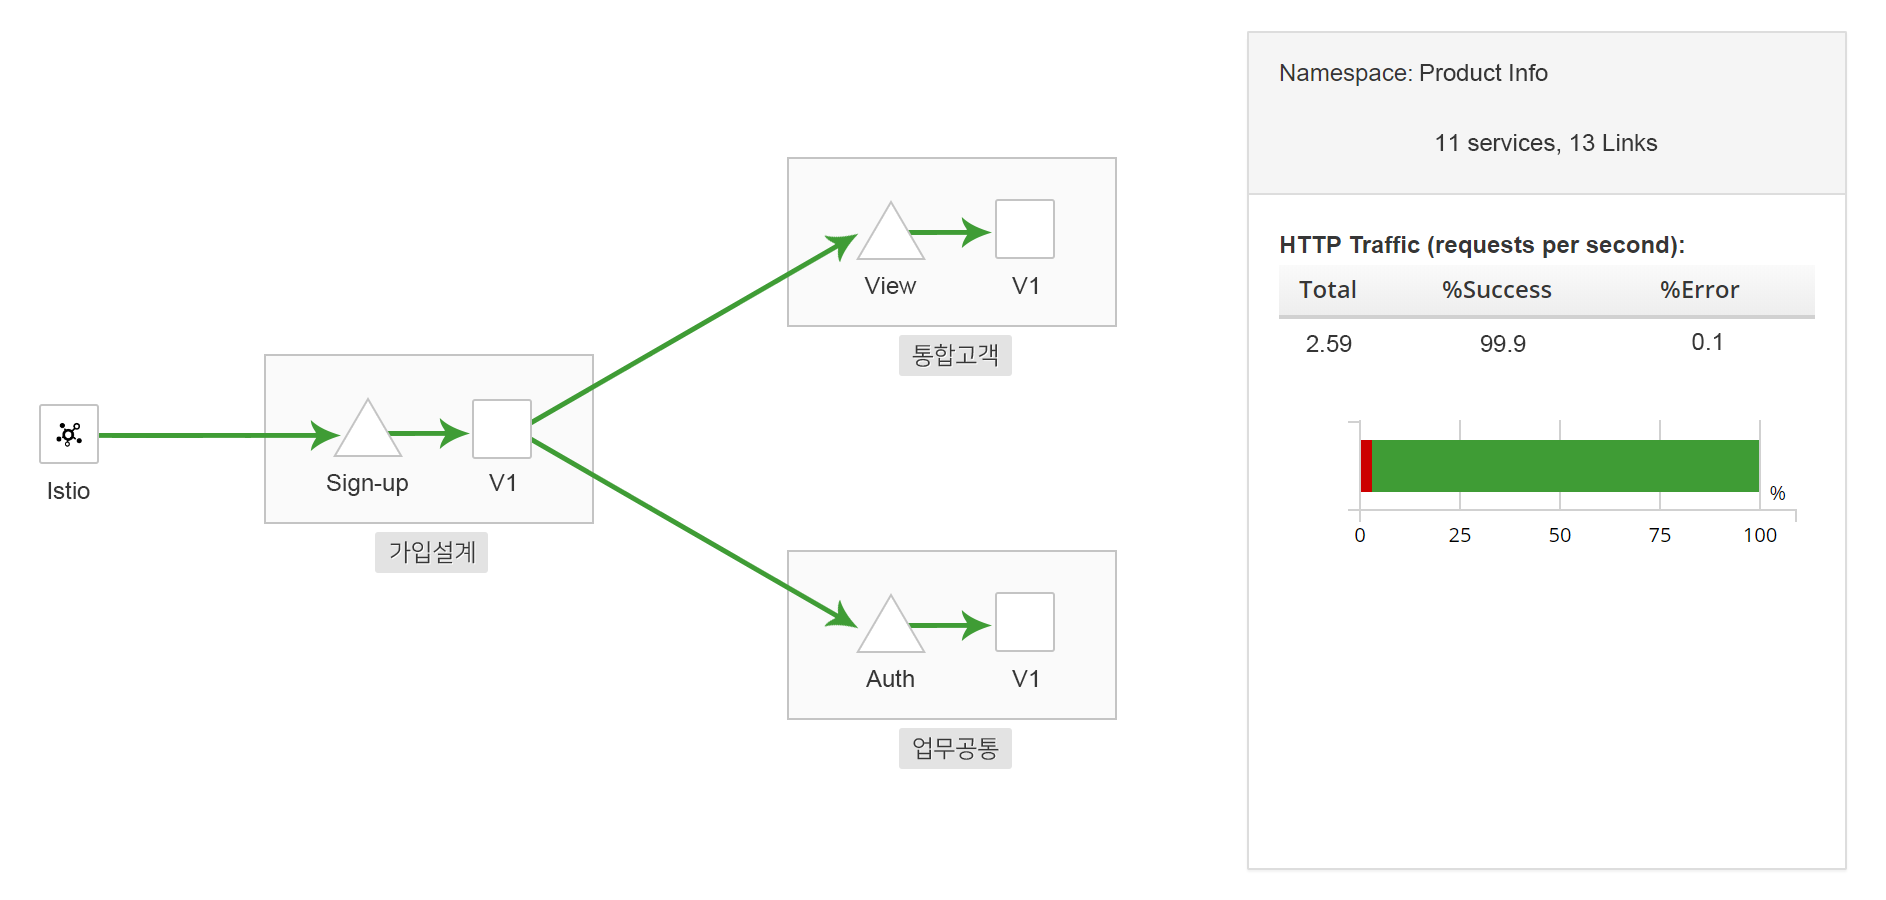 Istio
Sign-up
V1
가입설계
View
V1
통합고객
Auth
V1
업무공통
Namespace: Product Info
11 services, 13 Links
HTTP Traffic (requests per second):
Total %Success %Error
2.59 99.9 0.1
%
0 25 50 75 100